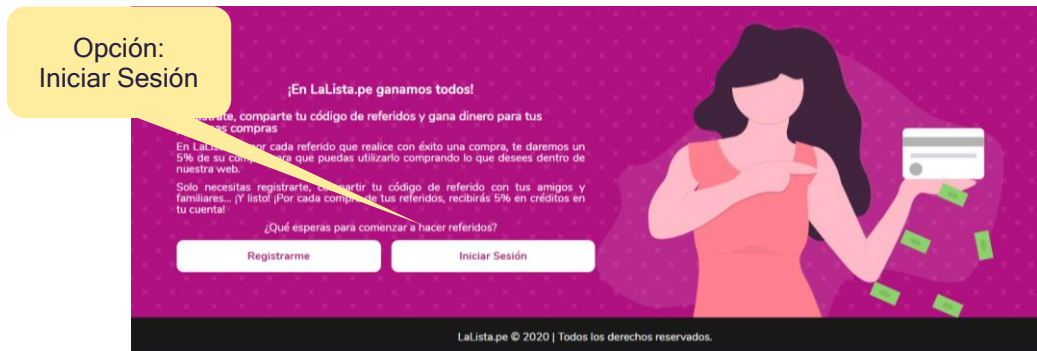 Opción:
Iniciar Sesión
¡En LaLista.pe ganamos todos!
comparte tu código de referidos y gana dinero para tus
compras
En cada referido que realice con éxito una compra, te daremos un
5% de su que puedas utilizarlo comprando lo que desees dentro de
nuestra web.
Solo necesitas registrarte, tu código de referido con tus amigos y
familiares... ¡Y listo! ¡Por cada de tus referidos, recibirás 5% en créditos en
tu cuenta!
¿Qué esperas para comenzar a hacer referidos?
Registrarme
Iniciar Sesión
LaLista.pe © 2020 | Todos los derechos reservados.